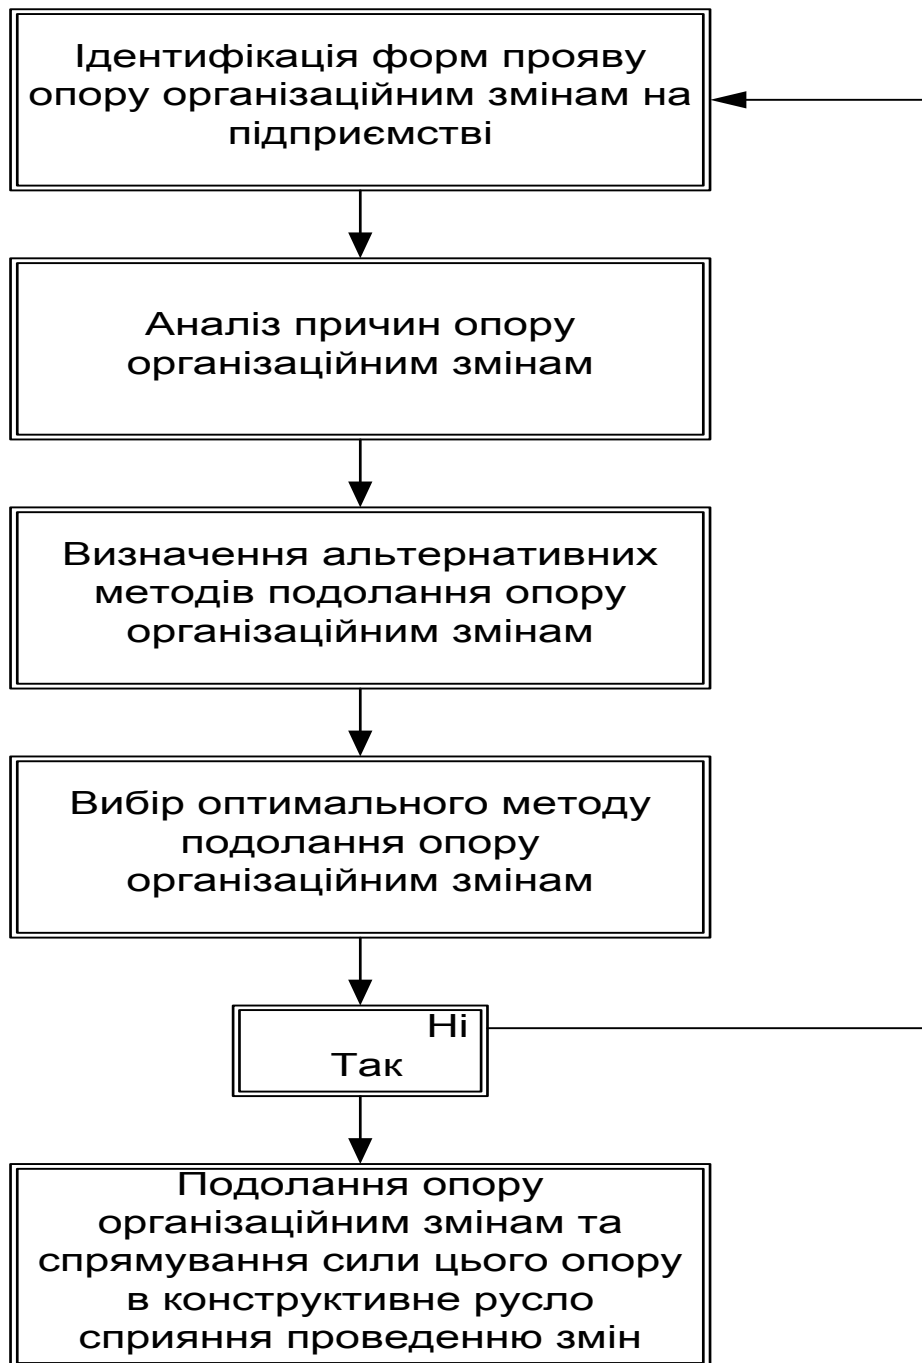 Ідентифікація форм прояву
опору організаційним змінам на
підприємстві
Аналіз причин опору
організаційним змінам
Визначення альтернативних
методів подолання опору
організаційним змінам
Вибір оптимального методу
подолання опору
організаційним змінам
Ні
Так
Подолання опору
організаційним змінам та
спрямування сили цього опору
в конструктивне русло
сприяння проведенню змін